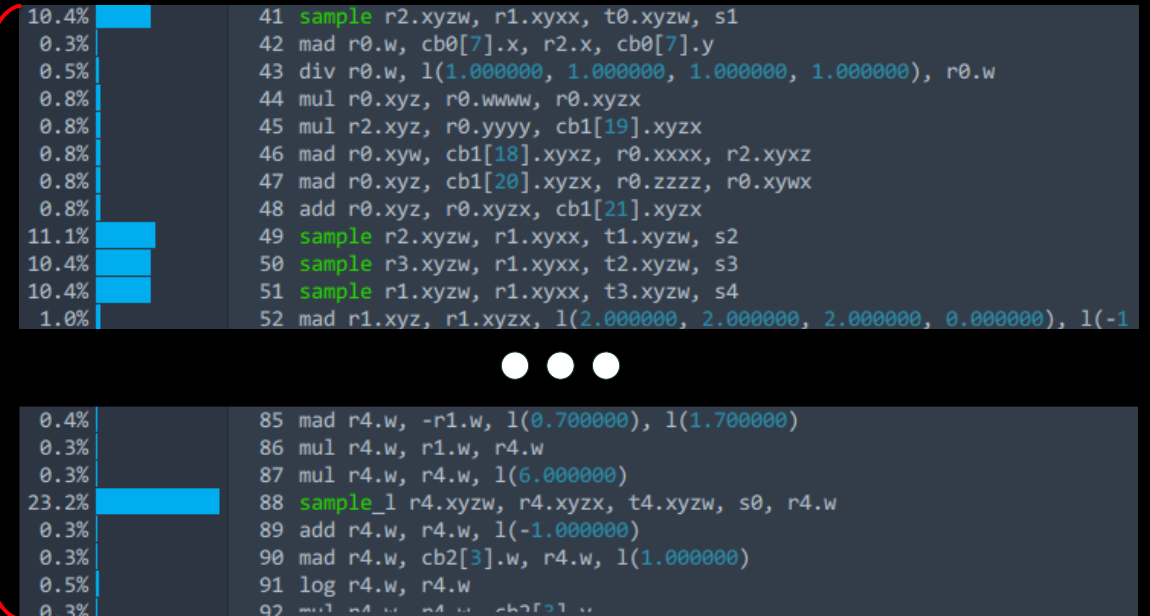 10.4% 41 sample r2.xyzw, r1.xyxx, t0.xyzw, s1
0.3% 42 mad r0.w, cb0[7].x, r2.x, cb0[7].y
0.5% 43 div r0.w, l(1.000000, 1.000000, 1.000000, 1.000000), r0.w
0.8% 44 mul r0.xyz, r0.wwww, r0.xyzx
0.8% 45 mul r2.xyz, r0.yyyy, cb1[19].xyzx
0.8% 46 mad r0.xyw, cb1[18].xyxz, r0.xxxx, r2.xyxz
0.8% 47 mad r0.xyz, cb1[20].xyzx, r0.zzzz, r0.xywx
0.8% 48 add r0.xyz, r0.xyzx, cb1[21].xyzx
11.1% 49 sample r2.xyzw, r1.xyxx, t1.xyzw, s2
10.4% 50 sample r3.xyzw, r1.xyxx, t2.xyzw, s3
10.4% 51 sample r1.xyzw, r1.xyxx, t3.xyzw, s4
1.0% 52 mad r1.xyz, r1.xyzx, l(2.000000, 2.000000, 2.000000, 0.000000), l(-1
0.4% 85 mad r4.w, -r1.w, l(0.700000), l(1.700000)
0.3% 86 mul r4.w, r1.w, r4.w
0.3% 87 mul r4.w, r4.w, l(6.000000)
23.2% 88 sample_l r4.xyzw, r4.xyzx, t4.xyzw, s0, r4.w
0.3% 89 add r4.w, r4.w, l(-1.000000)
0.3% 90 mad r4.w, cb2[3].w, r4.w, l(1.000000)
0.5% 91 log r4.w, r4.w
0.3% 92 mul r4.w, r4.w,